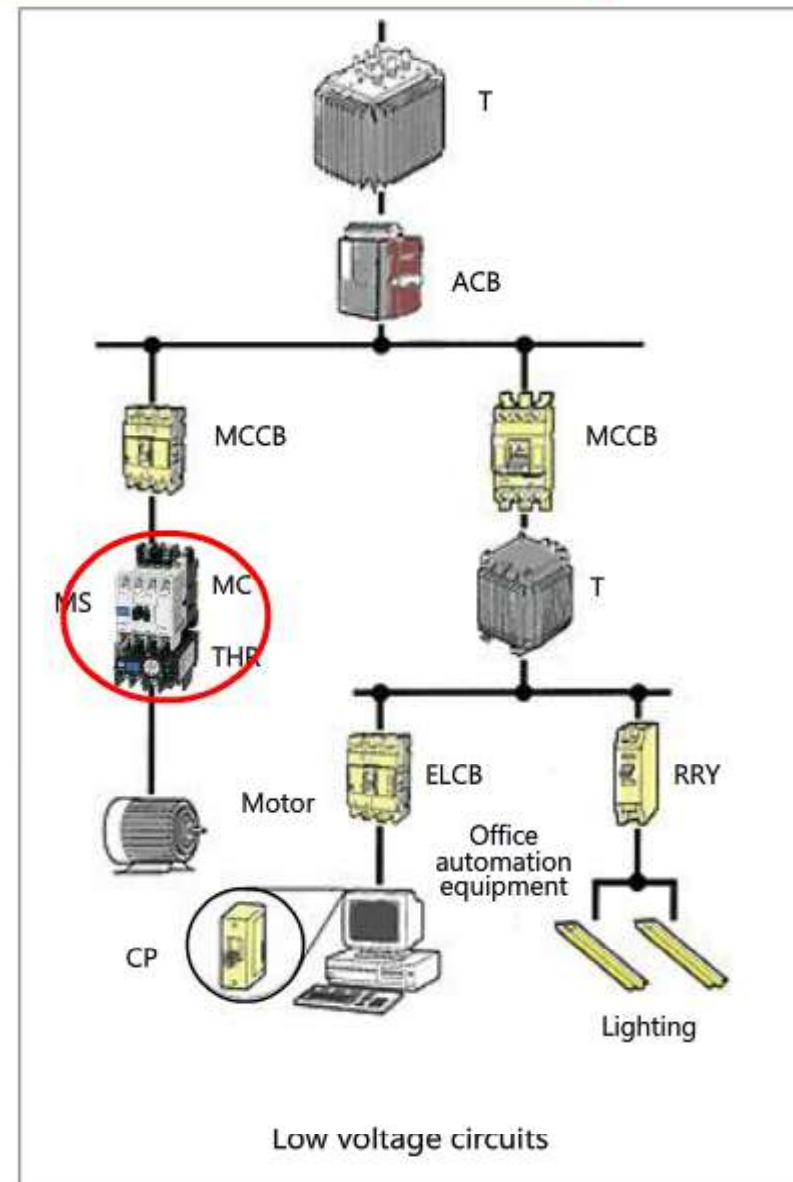 T
ACB
MCCB
MCCB
MS
MC
THR
T
Motor
ELCB
RRY
Office
automation
equipment
CP
Lighting
Low voltage circuits